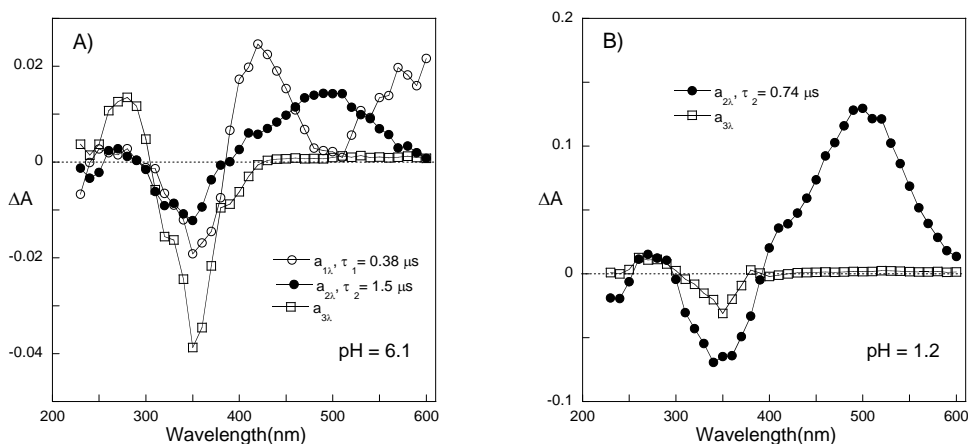 A)
0.02
0
ΔA
-0.02
-0.04
a1λ, τ1 = 0.38 μs
a2λ, τ2 = 1.5 μs
a3λ
pH = 6.1
200 300 400 500 600
Wavelength(nm)
B)
0.2
0.1
ΔA
0
-0.1
a2λ, τ2 = 0.74 μs
a3λ
pH = 1.2
200 300 400 500 600
Wavelength(nm)